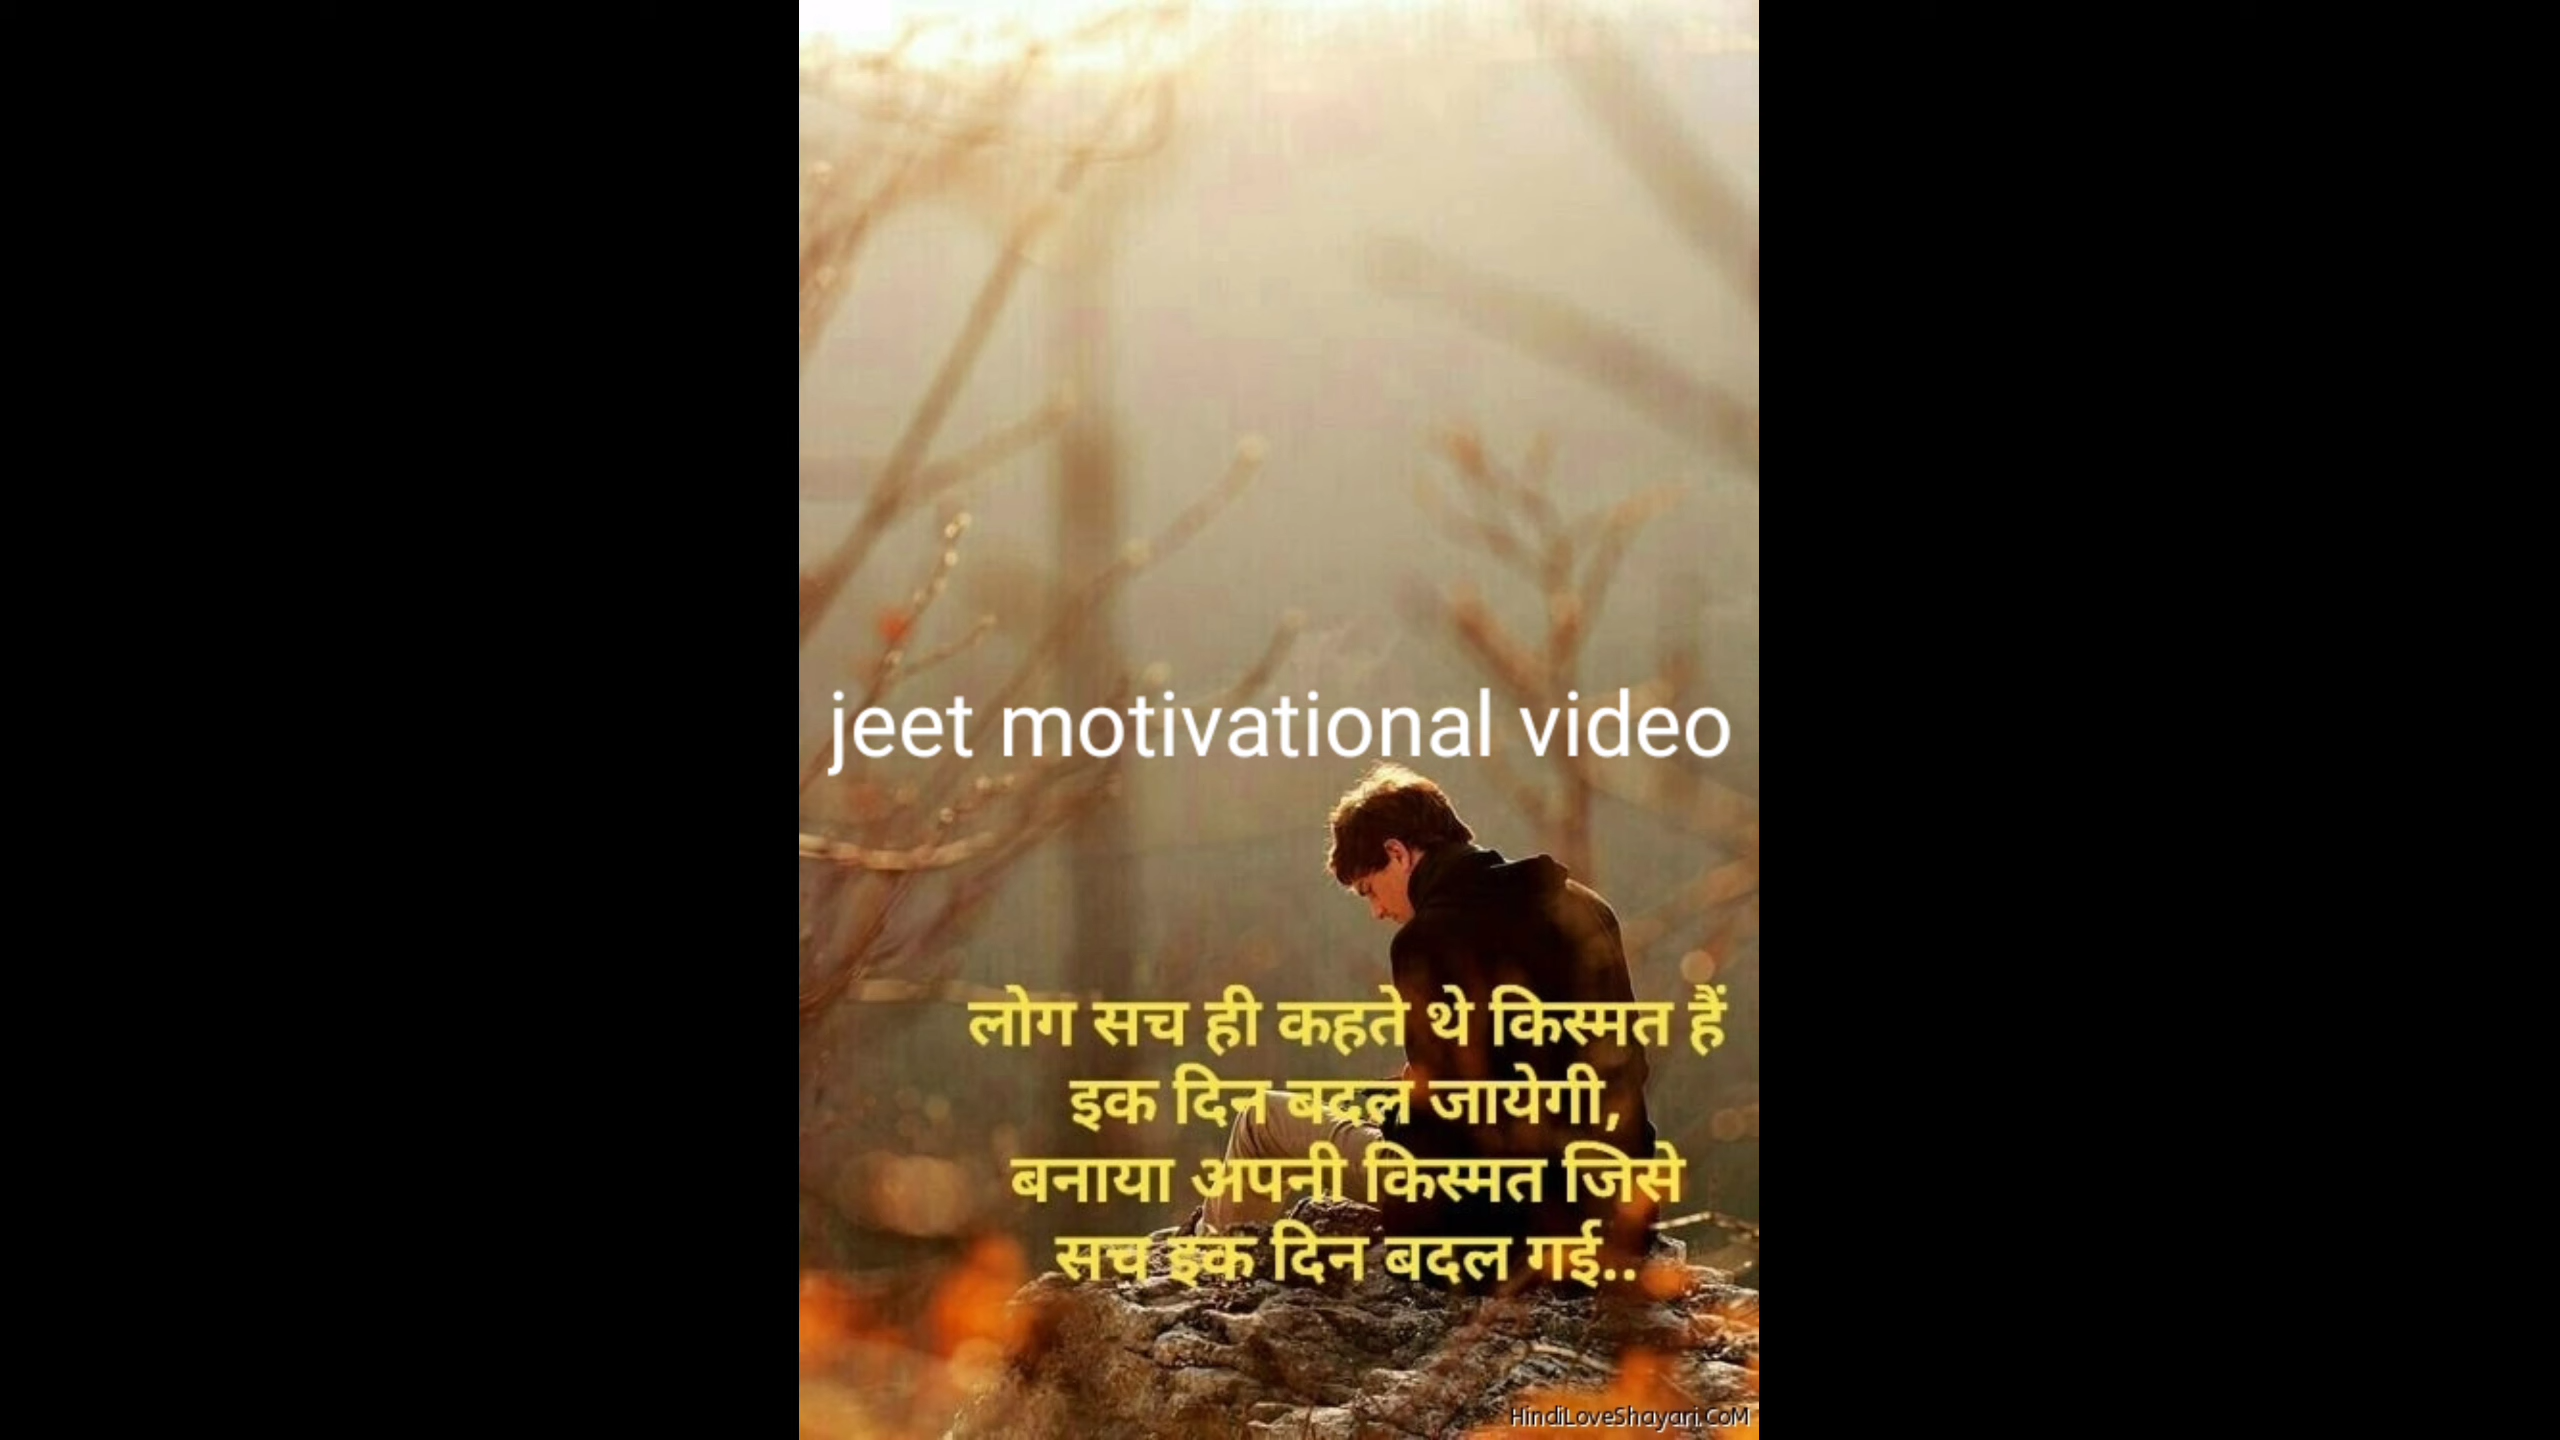 jeet motivational video
लोग सच ही कहते थे किस्मत हैं
इक दिन बदल जायेगी,
बनाया अपनी किस्मत जिसे
सच इक दिन बदल गई..
HindiLoveShayari.CoM